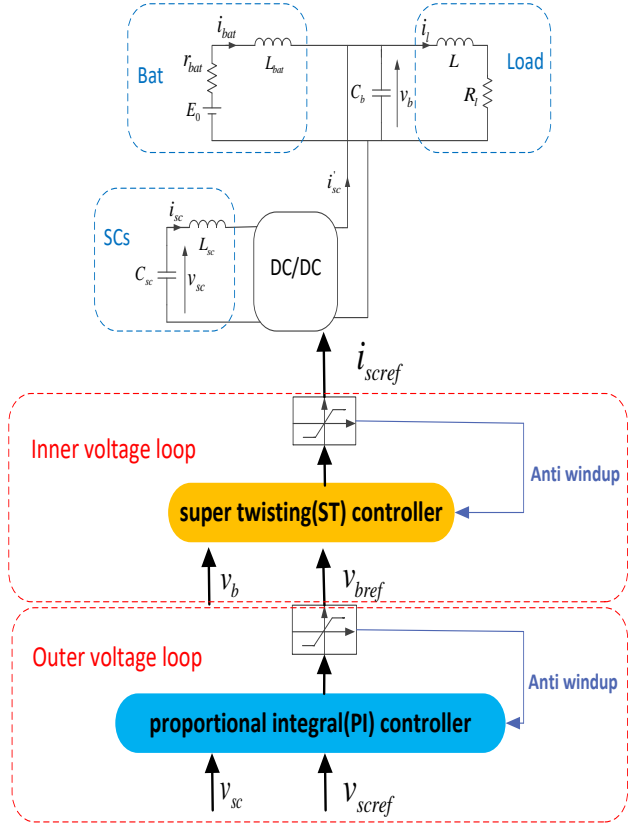 i_bat
Bat
r_bat
L_bat
E_0
i_l
L
Load
C_b
v_b
R_l
i'_sc
i_sc
SCs
L_sc
C_sc
v_sc
DC/DC
i_scref
Inner voltage loop
Anti windup
super twisting(ST) controller
v_b
v_bref
Outer voltage loop
Anti windup
proportional integral(PI) controller
v_sc
v_scref